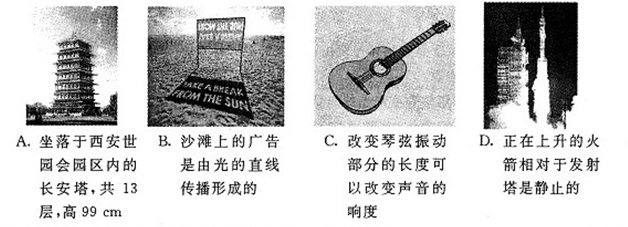 TAKE A BREAK
FROM THE SUN
A. 坐落于西安世
园会园区内的
长安塔，共 13
层，高 99 cm
B. 沙滩上的广告
是由光的直线
传播形成的
C. 改变琴弦振动
部分的长度可
以改变声音的
响度
D. 正在上升的火
箭相对于发射
塔是静止的